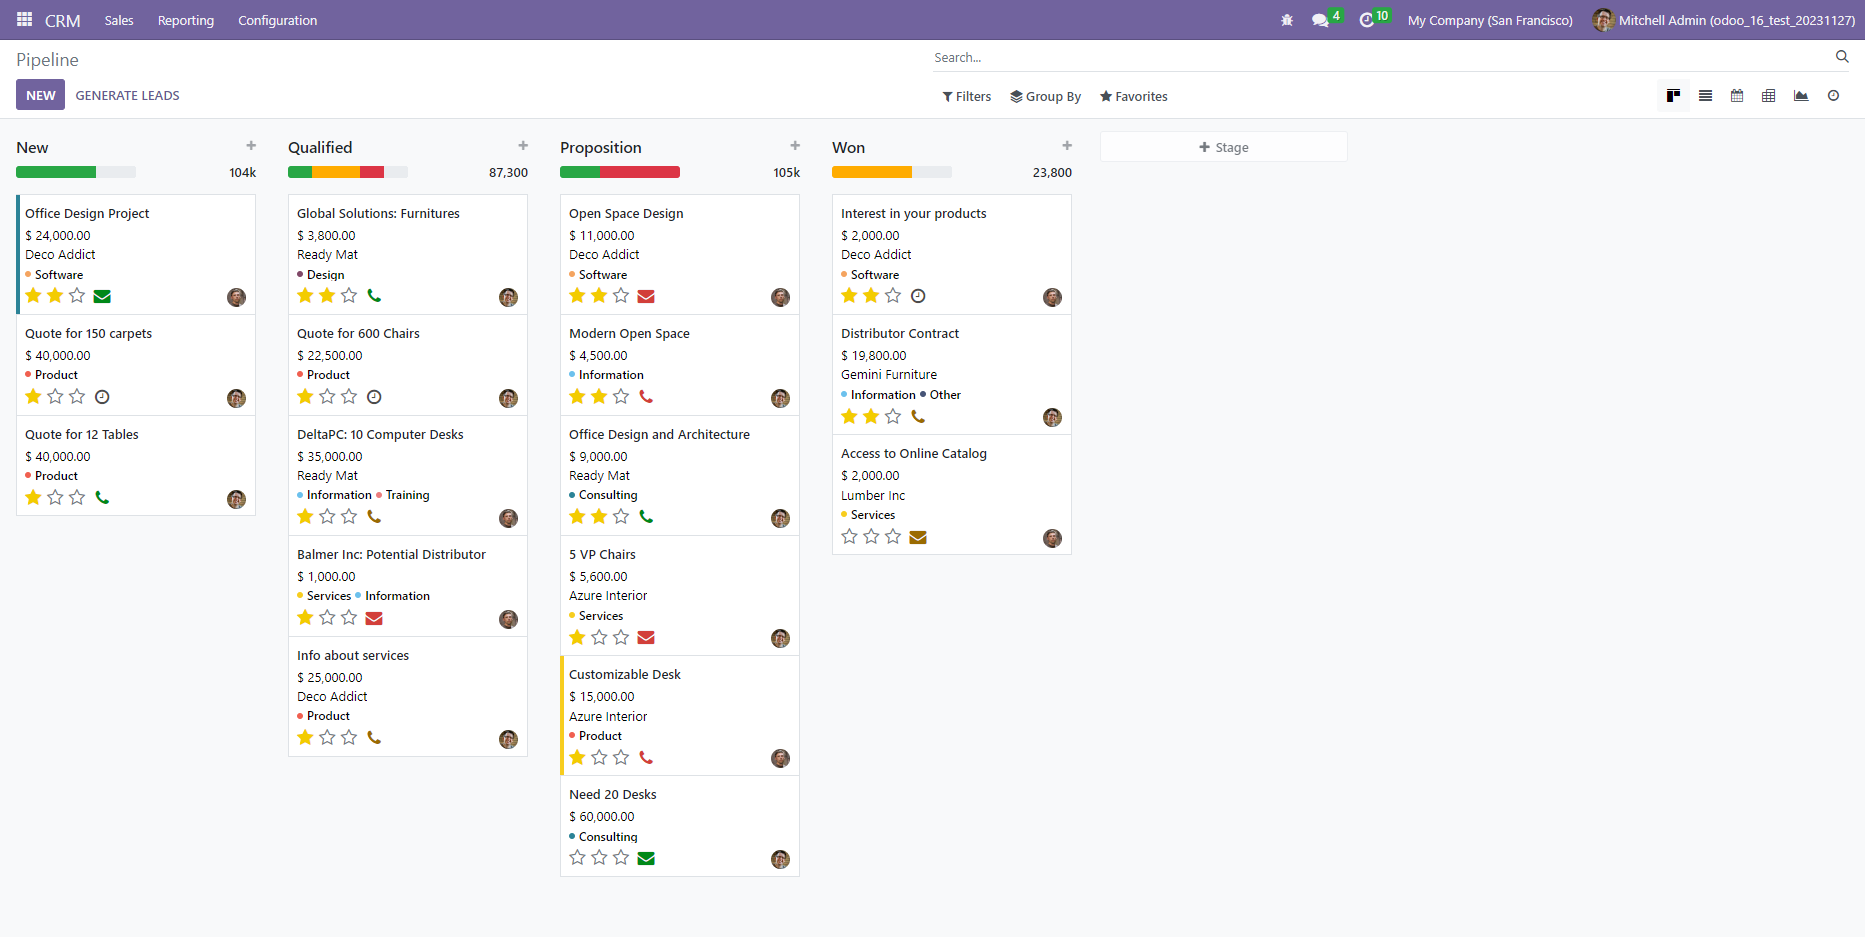 CRM Sales Reporting Configuration 4 10 My Company (San Francisco) Mitchell Admin (odoo_16_test_20231127)
Pipeline
Search...
NEW GENERATE LEADS
Filters Group By Favorites
New
104k
Office Design Project
$ 24,000.00
Deco Addict
Software
Quote for 150 carpets
$ 40,000.00
Product
Quote for 12 Tables
$ 40,000.00
Product
Qualified
87,300
Global Solutions: Furnitures
$ 3,800.00
Ready Mat
Design
Quote for 600 Chairs
$ 22,500.00
Product
DeltaPC: 10 Computer Desks
$ 35,000.00
Ready Mat
Information Training
Balmer Inc: Potential Distributor
$ 1,000.00
Services Information
Info about services
$ 25,000.00
Deco Addict
Product
Proposition
105k
Open Space Design
$ 11,000.00
Deco Addict
Software
Modern Open Space
$ 4,500.00
Information
Office Design and Architecture
$ 9,000.00
Ready Mat
Consulting
5 VP Chairs
$ 5,600.00
Azure Interior
Services
Customizable Desk
$ 15,000.00
Azure Interior
Product
Need 20 Desks
$ 60,000.00
Consulting
Won
23,800
Interest in your products
$ 2,000.00
Deco Addict
Software
Distributor Contract
$ 19,800.00
Gemini Furniture
Information Other
Access to Online Catalog
$ 2,000.00
Lumber Inc
Services
Stage